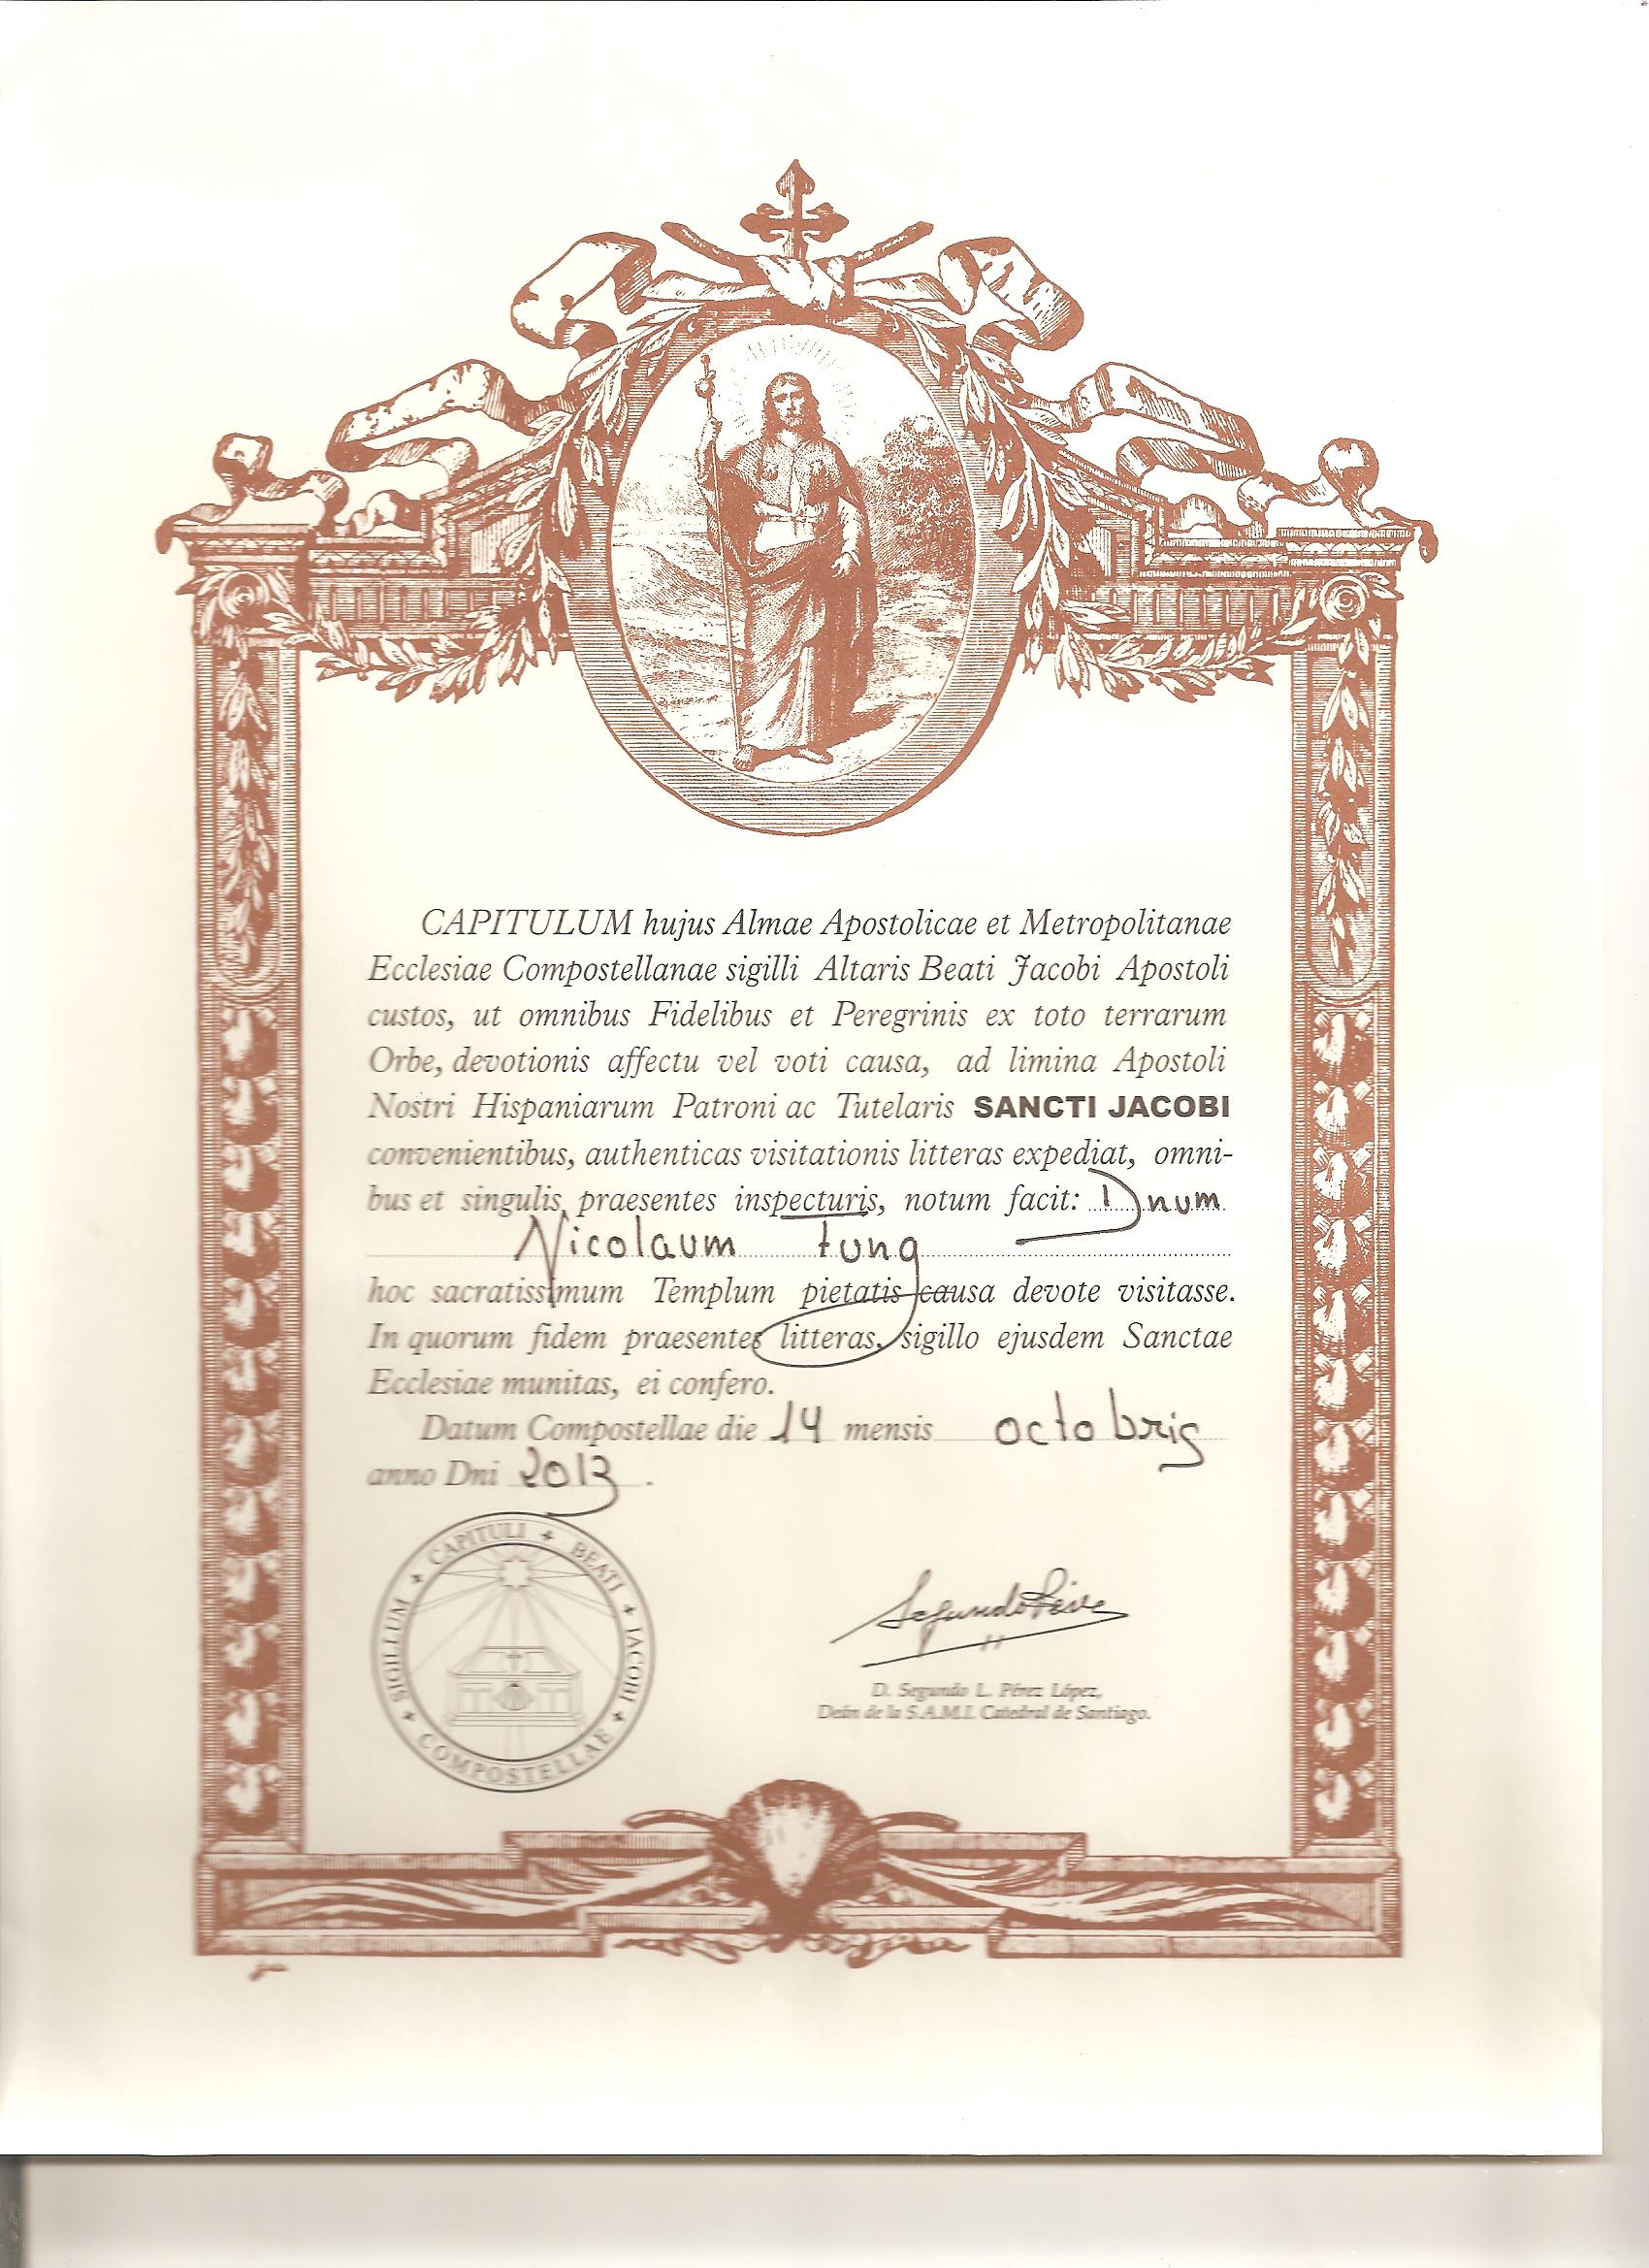 CAPITULUM hujus Almae Apostolicae et Metropolitanae
Ecclesiae Compostellanae sigilli Altaris Beati Jacobi Apostoli
custos, ut omnibus Fidelibus et Peregrinis ex toto terrarum
Orbe, devotionis affectu vel voti causa, ad limina Apostoli
Nostri Hispaniarum Patroni ac Tutelaris SANCTI JACOBI
convenientibus, authenticas visitationis litteras expediat, omni-
bus et singulis praesentes inspecturis, notum facit: Dnum
Nicolaum Fung
hoc sacratissimum Templum pietatis causa devote visitasse.
In quorum fidem praesentes litteras, sigillo ejusdem Sanctae
Ecclesiae munitas, ei confero.
Datum Compostellae die 14 mensis octobris
anno Dni 2013.
SIGILLUM CAPITULI BEATI IACOBI COMPOSTELLAE
Segundo Pérez
D. Segundo L. Pérez López,
Deán de la S.A.M.I. Catedral de Santiago.